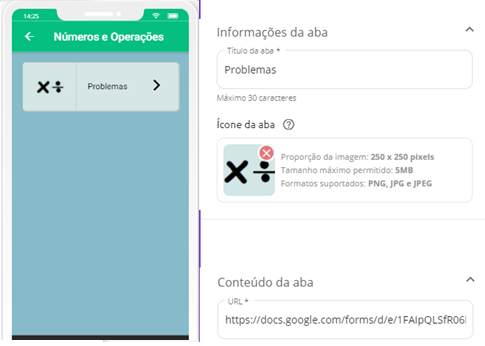 14:25
Números e Operações
Problemas
Informações da aba
Título da aba *
Problemas
Máximo 30 caracteres
Ícone da aba
Proporção da imagem: 250 x 250 pixels
Tamanho máximo permitido: 5MB
Formatos suportados: PNG, JPG e JPEG
Conteúdo da aba
URL *
https://docs.google.com/forms/d/e/1FAIpQLSfR06